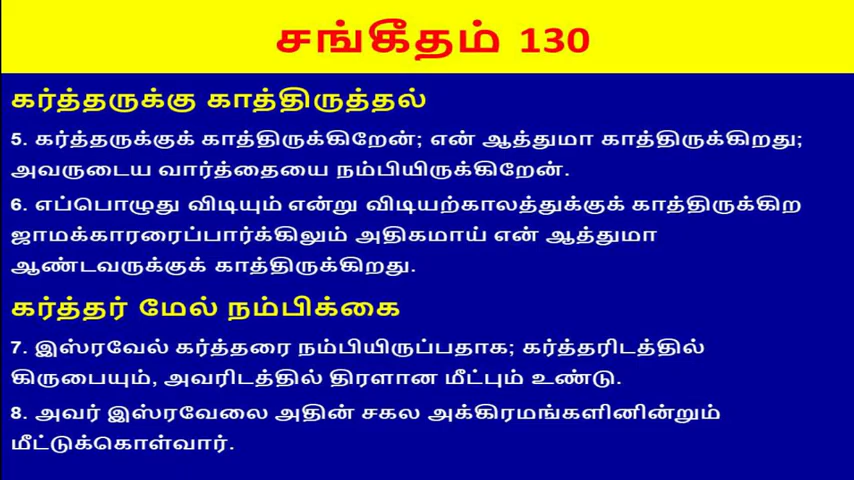 சங்கீதம் 130
கர்த்தருக்கு காத்திருத்தல்
5. கர்த்தருக்குக் காத்திருக்கிறேன்; என் ஆத்துமா காத்திருக்கிறது;
அவருடைய வார்த்தையை நம்பியிருக்கிறேன்.
6. எப்பொழுது விடியும் என்று விடியற்காலத்துக்குக் காத்திருக்கிற
ஜாமக்காரரைப்பார்க்கிலும் அதிகமாய் என் ஆத்துமா
ஆண்டவருக்குக் காத்திருக்கிறது.
கர்த்தர் மேல் நம்பிக்கை
7. இஸ்ரவேல் கர்த்தரை நம்பியிருப்பதாக; கர்த்தரிடத்தில்
கிருபையும், அவரிடத்தில் திரளான மீட்பும் உண்டு.
8. அவர் இஸ்ரவேலை அதின் சகல அக்கிரமங்களினின்றும்
மீட்டுக்கொள்வார்.